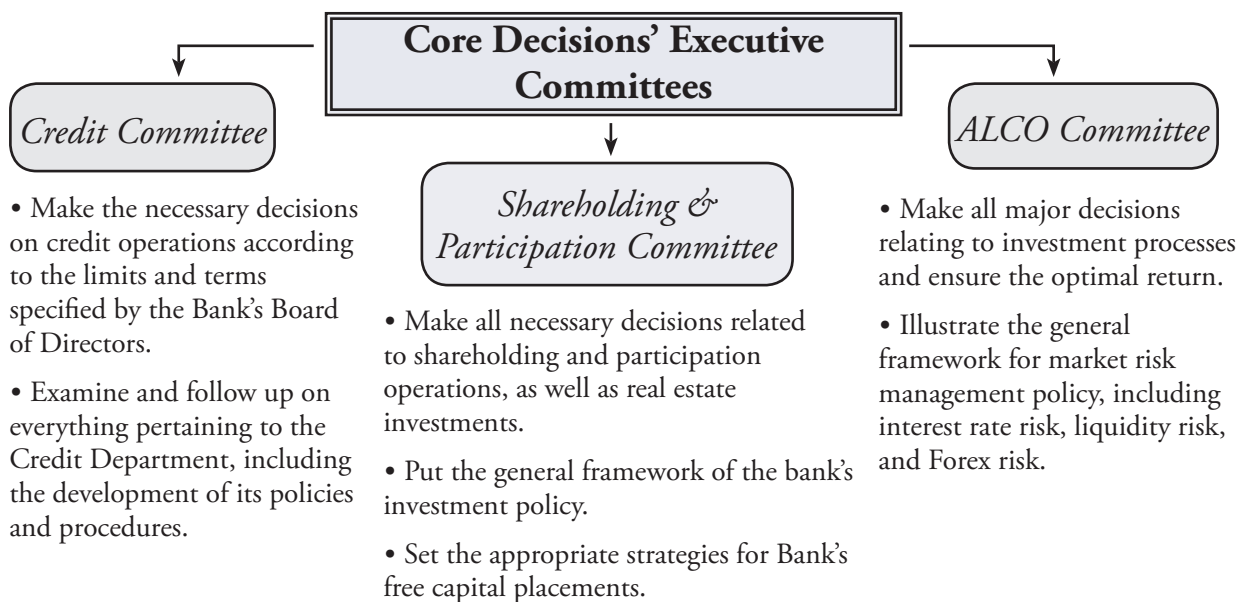 Core Decisions’ Executive
Committees
Credit Committee
• Make the necessary decisions
on credit operations according
to the limits and terms
specified by the Bank’s Board
of Directors.
• Examine and follow up on
everything pertaining to the
Credit Department, including
the development of its policies
and procedures.
Shareholding &
Participation Committee
• Make all necessary decisions related
to shareholding and participation
operations, as well as real estate
investments.
• Put the general framework of the bank’s
investment policy.
• Set the appropriate strategies for Bank’s
free capital placements.
ALCO Committee
• Make all major decisions
relating to investment processes
and ensure the optimal return.
• Illustrate the general
framework for market risk
management policy, including
interest rate risk, liquidity risk,
and Forex risk.